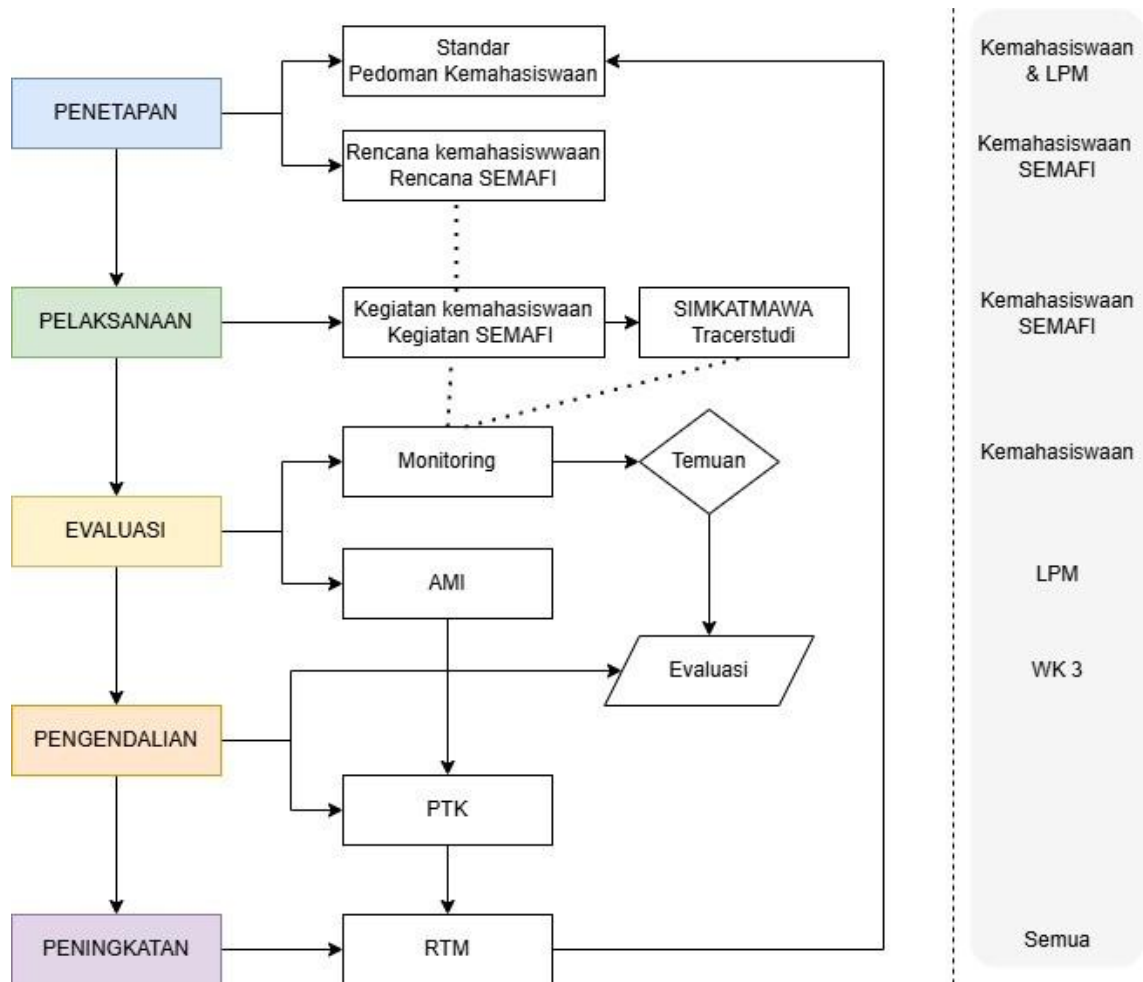 Standar
Pedoman Kemahasiswaan
Kemahasiswaan
& LPM
PENETAPAN
Rencana kemahasiswwaan
Rencana SEMAFI
Kemahasiswaan
SEMAFI
PELAKSANAAN
Kegiatan kemahasiswaan
Kegiatan SEMAFI
SIMKATMAWA
Tracerstudi
Kemahasiswaan
SEMAFI
Monitoring
Temuan
Kemahasiswaan
EVALUASI
AMI
LPM
Evaluasi
WK 3
PENGENDALIAN
PTK
PENINGKATAN
RTM
Semua